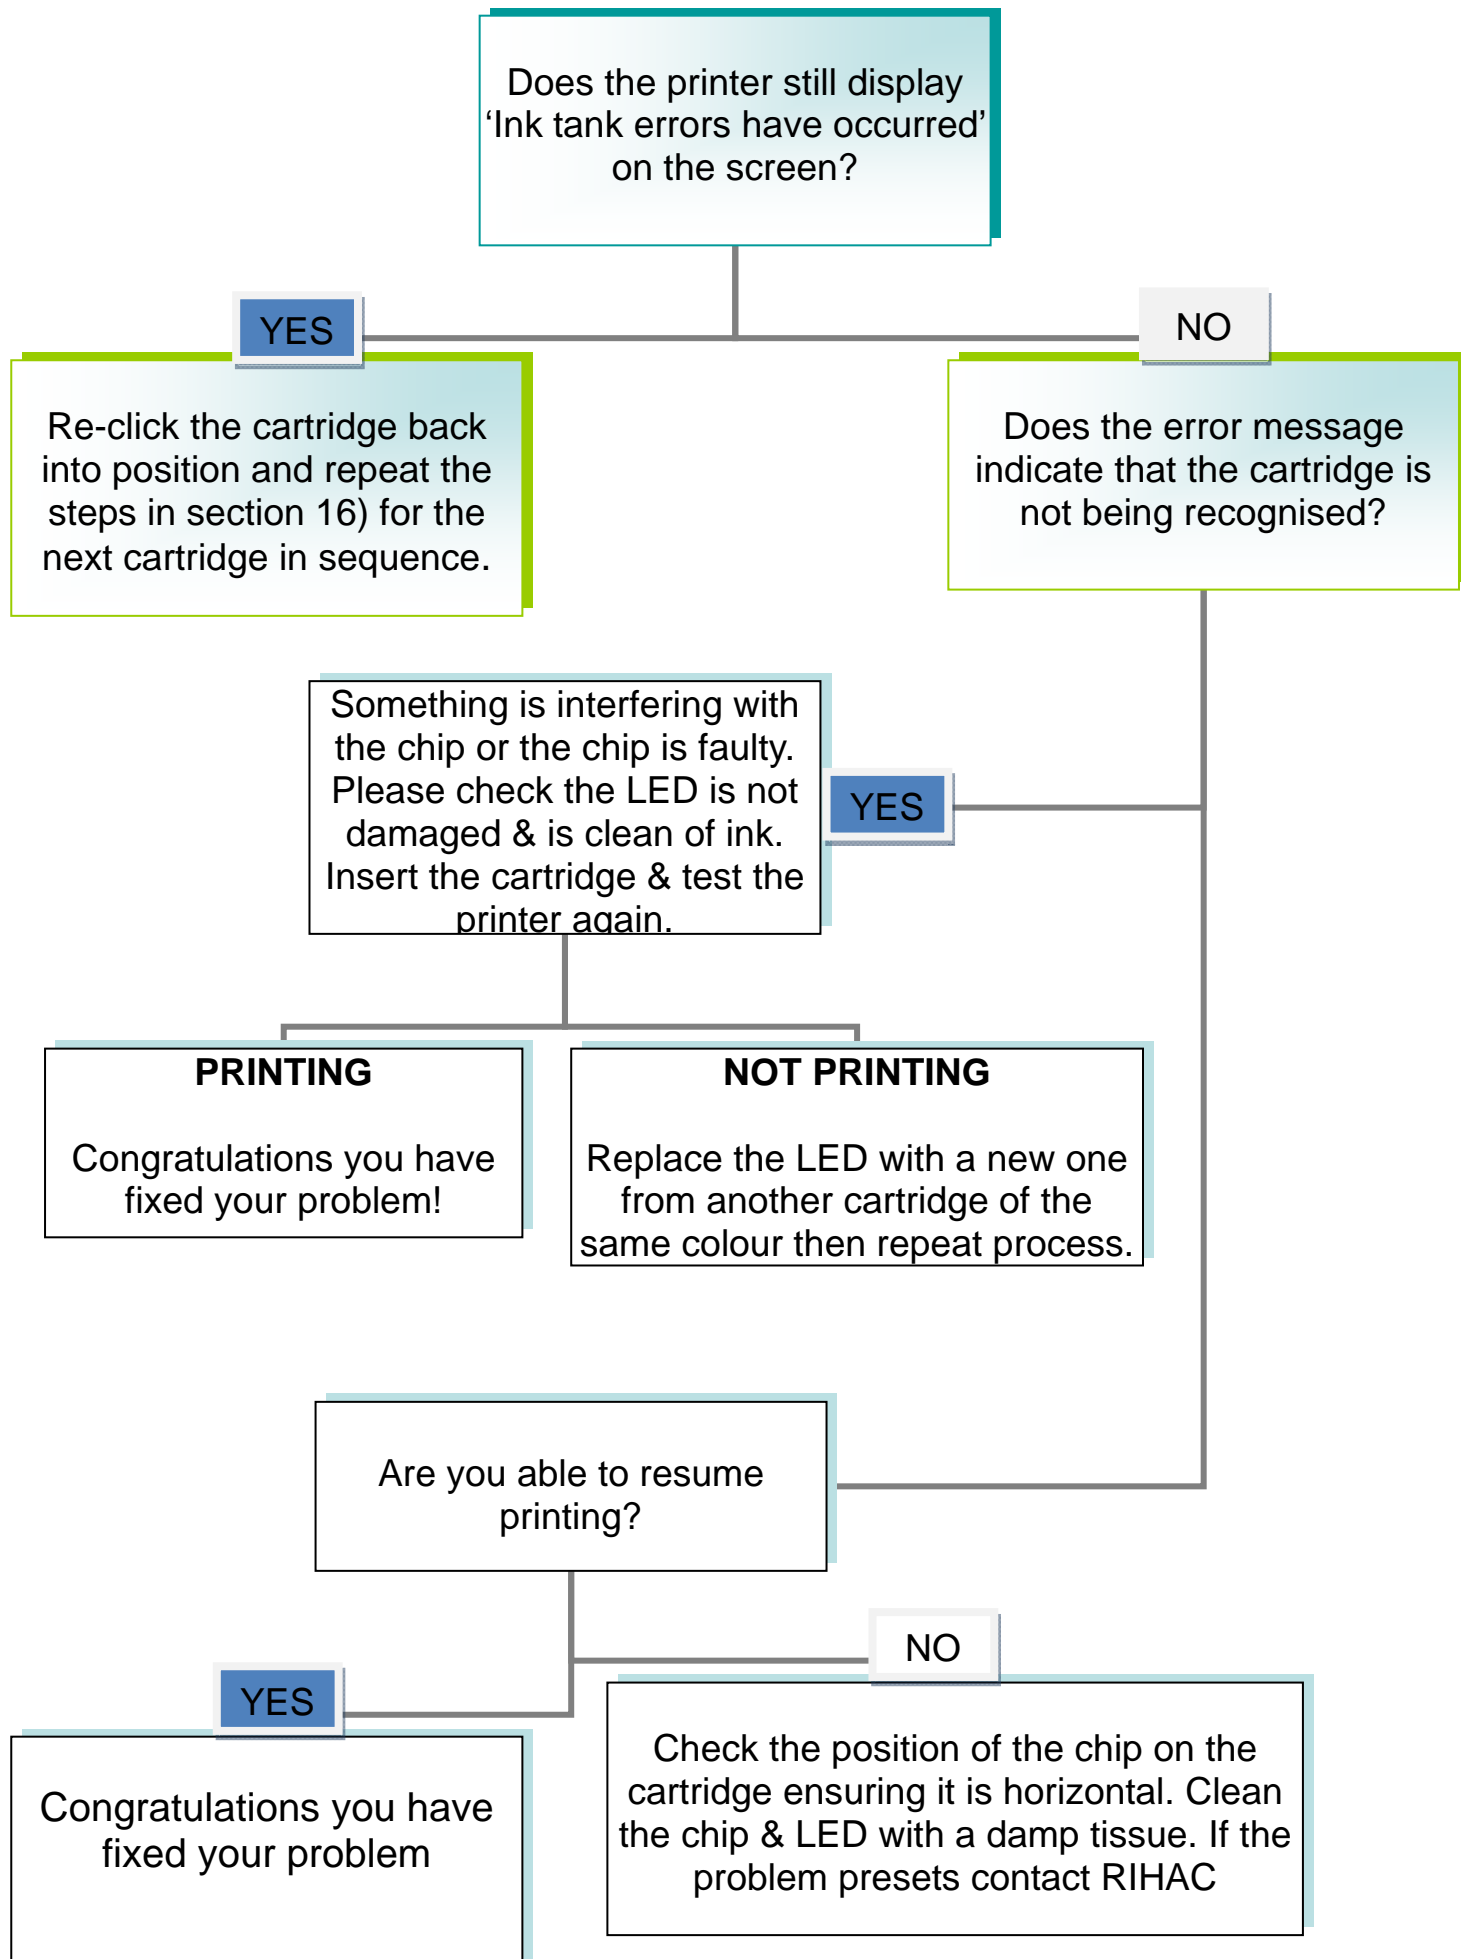 Does the printer still display
‘Ink tank errors have occurred’
on the screen?
YES
NO
Re-click the cartridge back
into position and repeat the
steps in section 16) for the
next cartridge in sequence.
Does the error message
indicate that the cartridge is
not being recognised?
Something is interfering with
the chip or the chip is faulty.
Please check the LED is not
damaged & is clean of ink.
Insert the cartridge & test the
printer again.
YES
PRINTING
Congratulations you have
fixed your problem!
NOT PRINTING
Replace the LED with a new one
from another cartridge of the
same colour then repeat process.
Are you able to resume
printing?
YES
NO
Congratulations you have
fixed your problem
Check the position of the chip on the
cartridge ensuring it is horizontal. Clean
the chip & LED with a damp tissue. If the
problem presets contact RIHAC